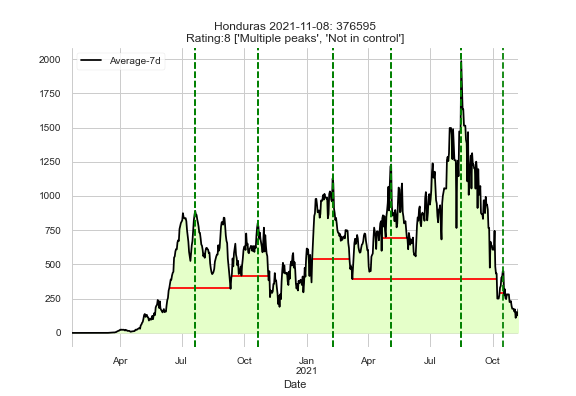 Honduras 2021-11-08: 376595
Rating:8 ['Multiple peaks', 'Not in control']
Average-7d
2000
1750
1500
1250
1000
750
500
250
0
Apr
Jul
Oct
Jan
2021
Apr
Jul
Oct
Date